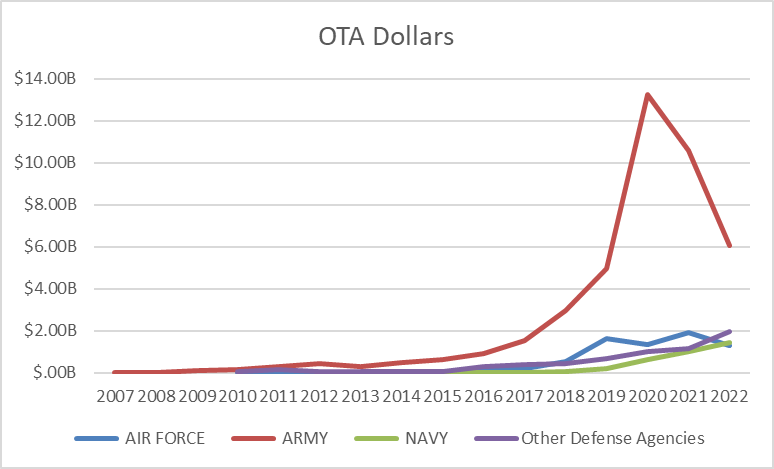 OTA Dollars
$14.00B
$12.00B
$10.00B
$8.00B
$6.00B
$4.00B
$2.00B
$.00B
2007 2008 2009 2010 2011 2012 2013 2014 2015 2016 2017 2018 2019 2020 2021 2022
AIR FORCE ARMY NAVY Other Defense Agencies